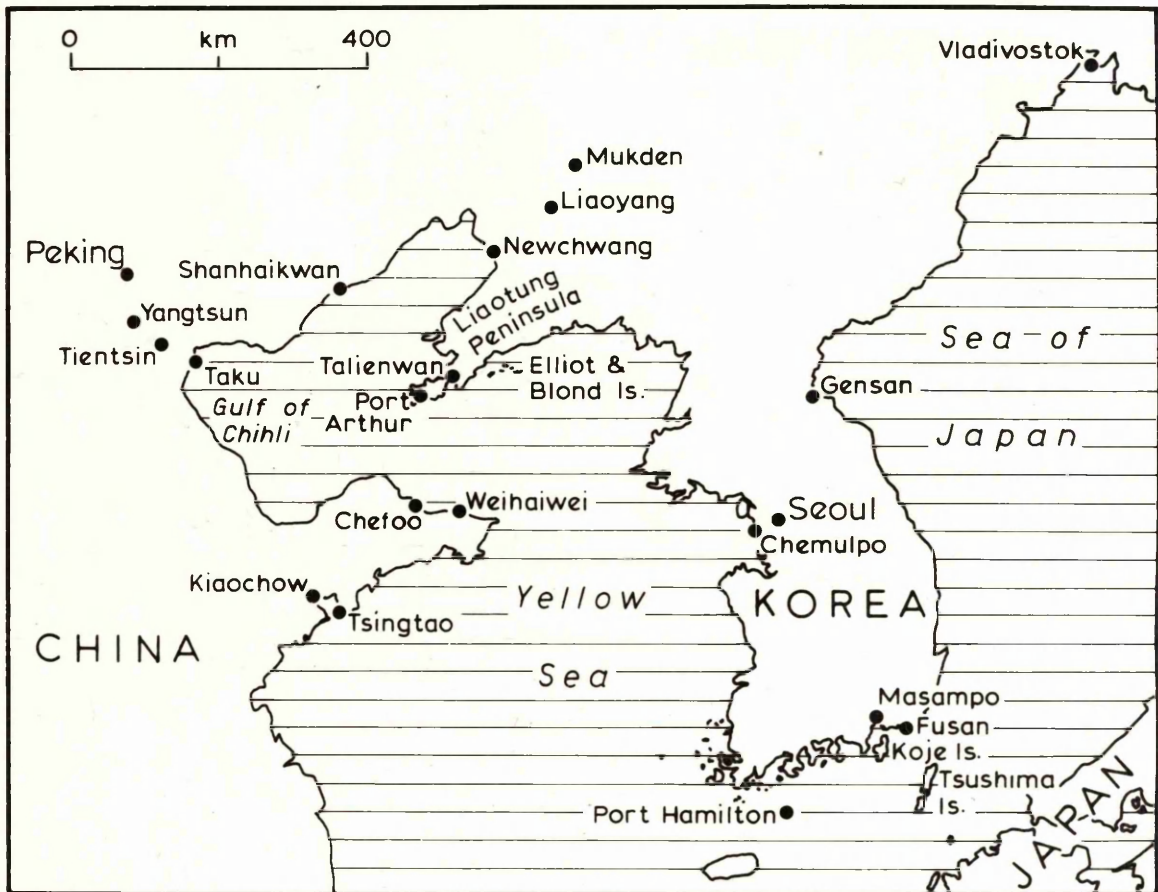 0 km 400
Vladivostok
Mukden
Liaoyang
Newchwang
Peking
Shanhaikwan
Yangtsun
Tientsin
Taku
Liaotung
Peninsula
Talienwan
Elliot &
Blond Is.
Port
Arthur
Gulf of
Chihli
Sea of
Japan
Gensan
Chefoo
Weihaiwei
Seoul
Chemulpo
Kiaochow
Tsingtao
Yellow
Sea
KOREA
CHINA
Masampo
Fusan
Koje Is.
Tsushima
Is.
Port Hamilton
JAPAN